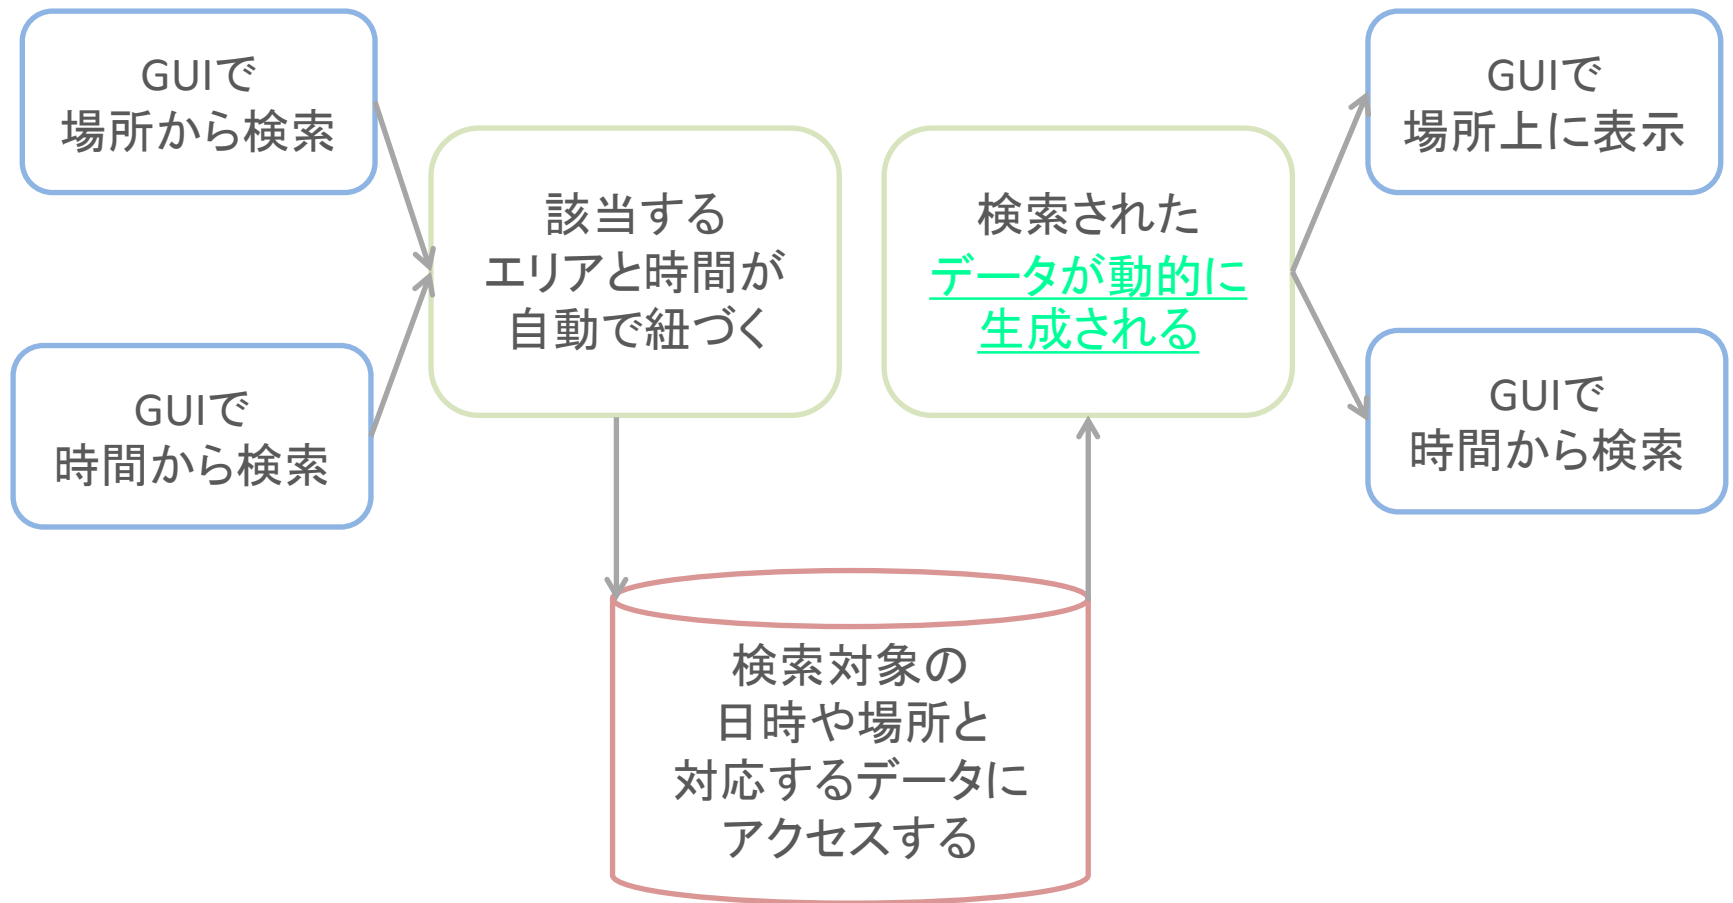 GUIで
場所から検索
GUIで
時間から検索
該当する
エリアと時間が
自動で紐づく
検索対象の
日時や場所と
対応するデータに
アクセスする
検索された
データが動的に
生成される
GUIで
場所上に表示
GUIで
時間から検索